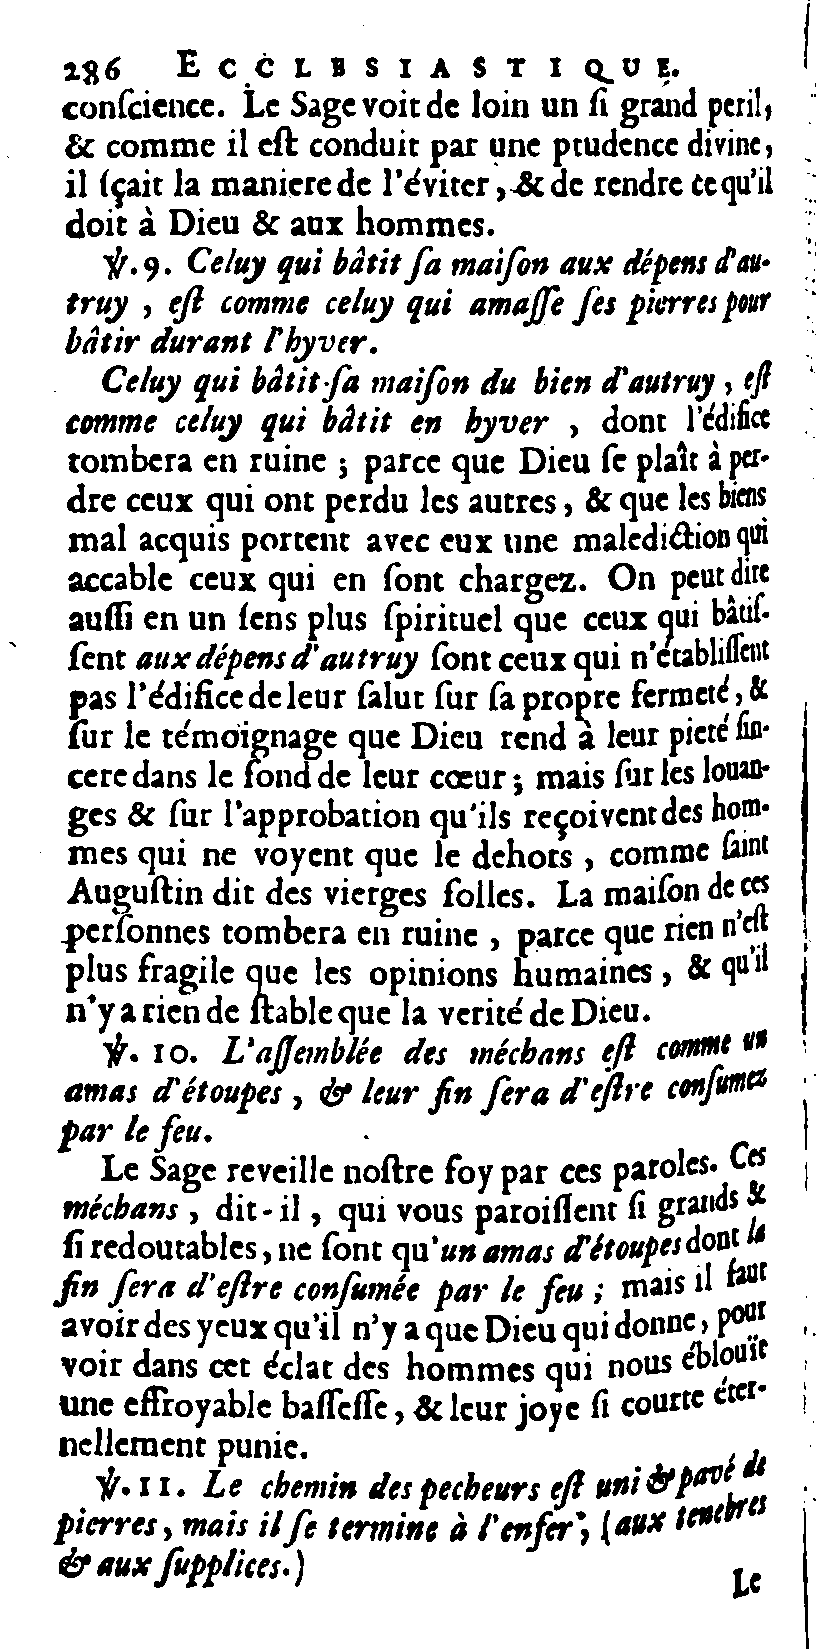 286 ECCLESIASTIQUE.
conſcience. Le Sage voit de loin un ſi grand peril,
& comme il eſt conduit par une prudence divine,
il ſçait la maniere de l'éviter, & de rendre ce qu'il
doit à Dieu & aux hommes.
℣. 9. Celuy qui bâtit ſa maiſon aux dépens d'au-
truy, eſt comme celuy qui amaſſe ſes pierres pour
bâtir durant l'hyver.
Celuy qui bâtit ſa maiſon du bien d'autruy, eſt
comme celuy qui bâtit en hyver, dont l'édifice
tombera en ruine; parce que Dieu ſe plaît à per-
dre ceux qui ont perdu les autres, & que les biens
mal acquis portent avec eux une malediction qui
accable ceux qui en ſont chargez. On peut dire
auſſi en un ſens plus ſpirituel que ceux qui bâtiſ-
ſent aux dépens d'autruy ſont ceux qui n'établiſſent
pas l'édifice de leur ſalut ſur ſa propre fermeté, &
ſur le témoignage que Dieu rend à leur pieté ſin-
cere dans le fond de leur cœur; mais ſur les louan-
ges & ſur l'approbation qu'ils reçoivent des hom-
mes qui ne voyent que le dehors, comme ſaint
Auguſtin dit des vierges folles. La maiſon de ces
perſonnes tombera en ruine, parce que rien n'eſt
plus fragile que les opinions humaines, & qu'il
n'y a rien de ſtable que la verité de Dieu.
℣. 10. L'aſſemblée des méchans eſt comme un
amas d'étoupes, & leur fin ſera d'eſtre conſumez
par le feu.
Le Sage reveille noſtre foy par ces paroles. Ces
méchans, dit-il, qui vous paroiſſent ſi grands &
ſi redoutables, ne ſont qu'un amas d'étoupes dont la
fin ſera d'eſtre conſumée par le feu; mais il faut
avoir des yeux qu'il n'y a que Dieu qui donne, pour
voir dans cet éclat des hommes qui nous éblouït
une effroyable baſſeſſe, & leur joye ſi courte éter-
nellement punie.
℣. 11. Le chemin des pecheurs eſt uni & pavé de
pierres, mais il ſe termine à l'enfer, (aux tenebres
& aux ſupplices.)
Le